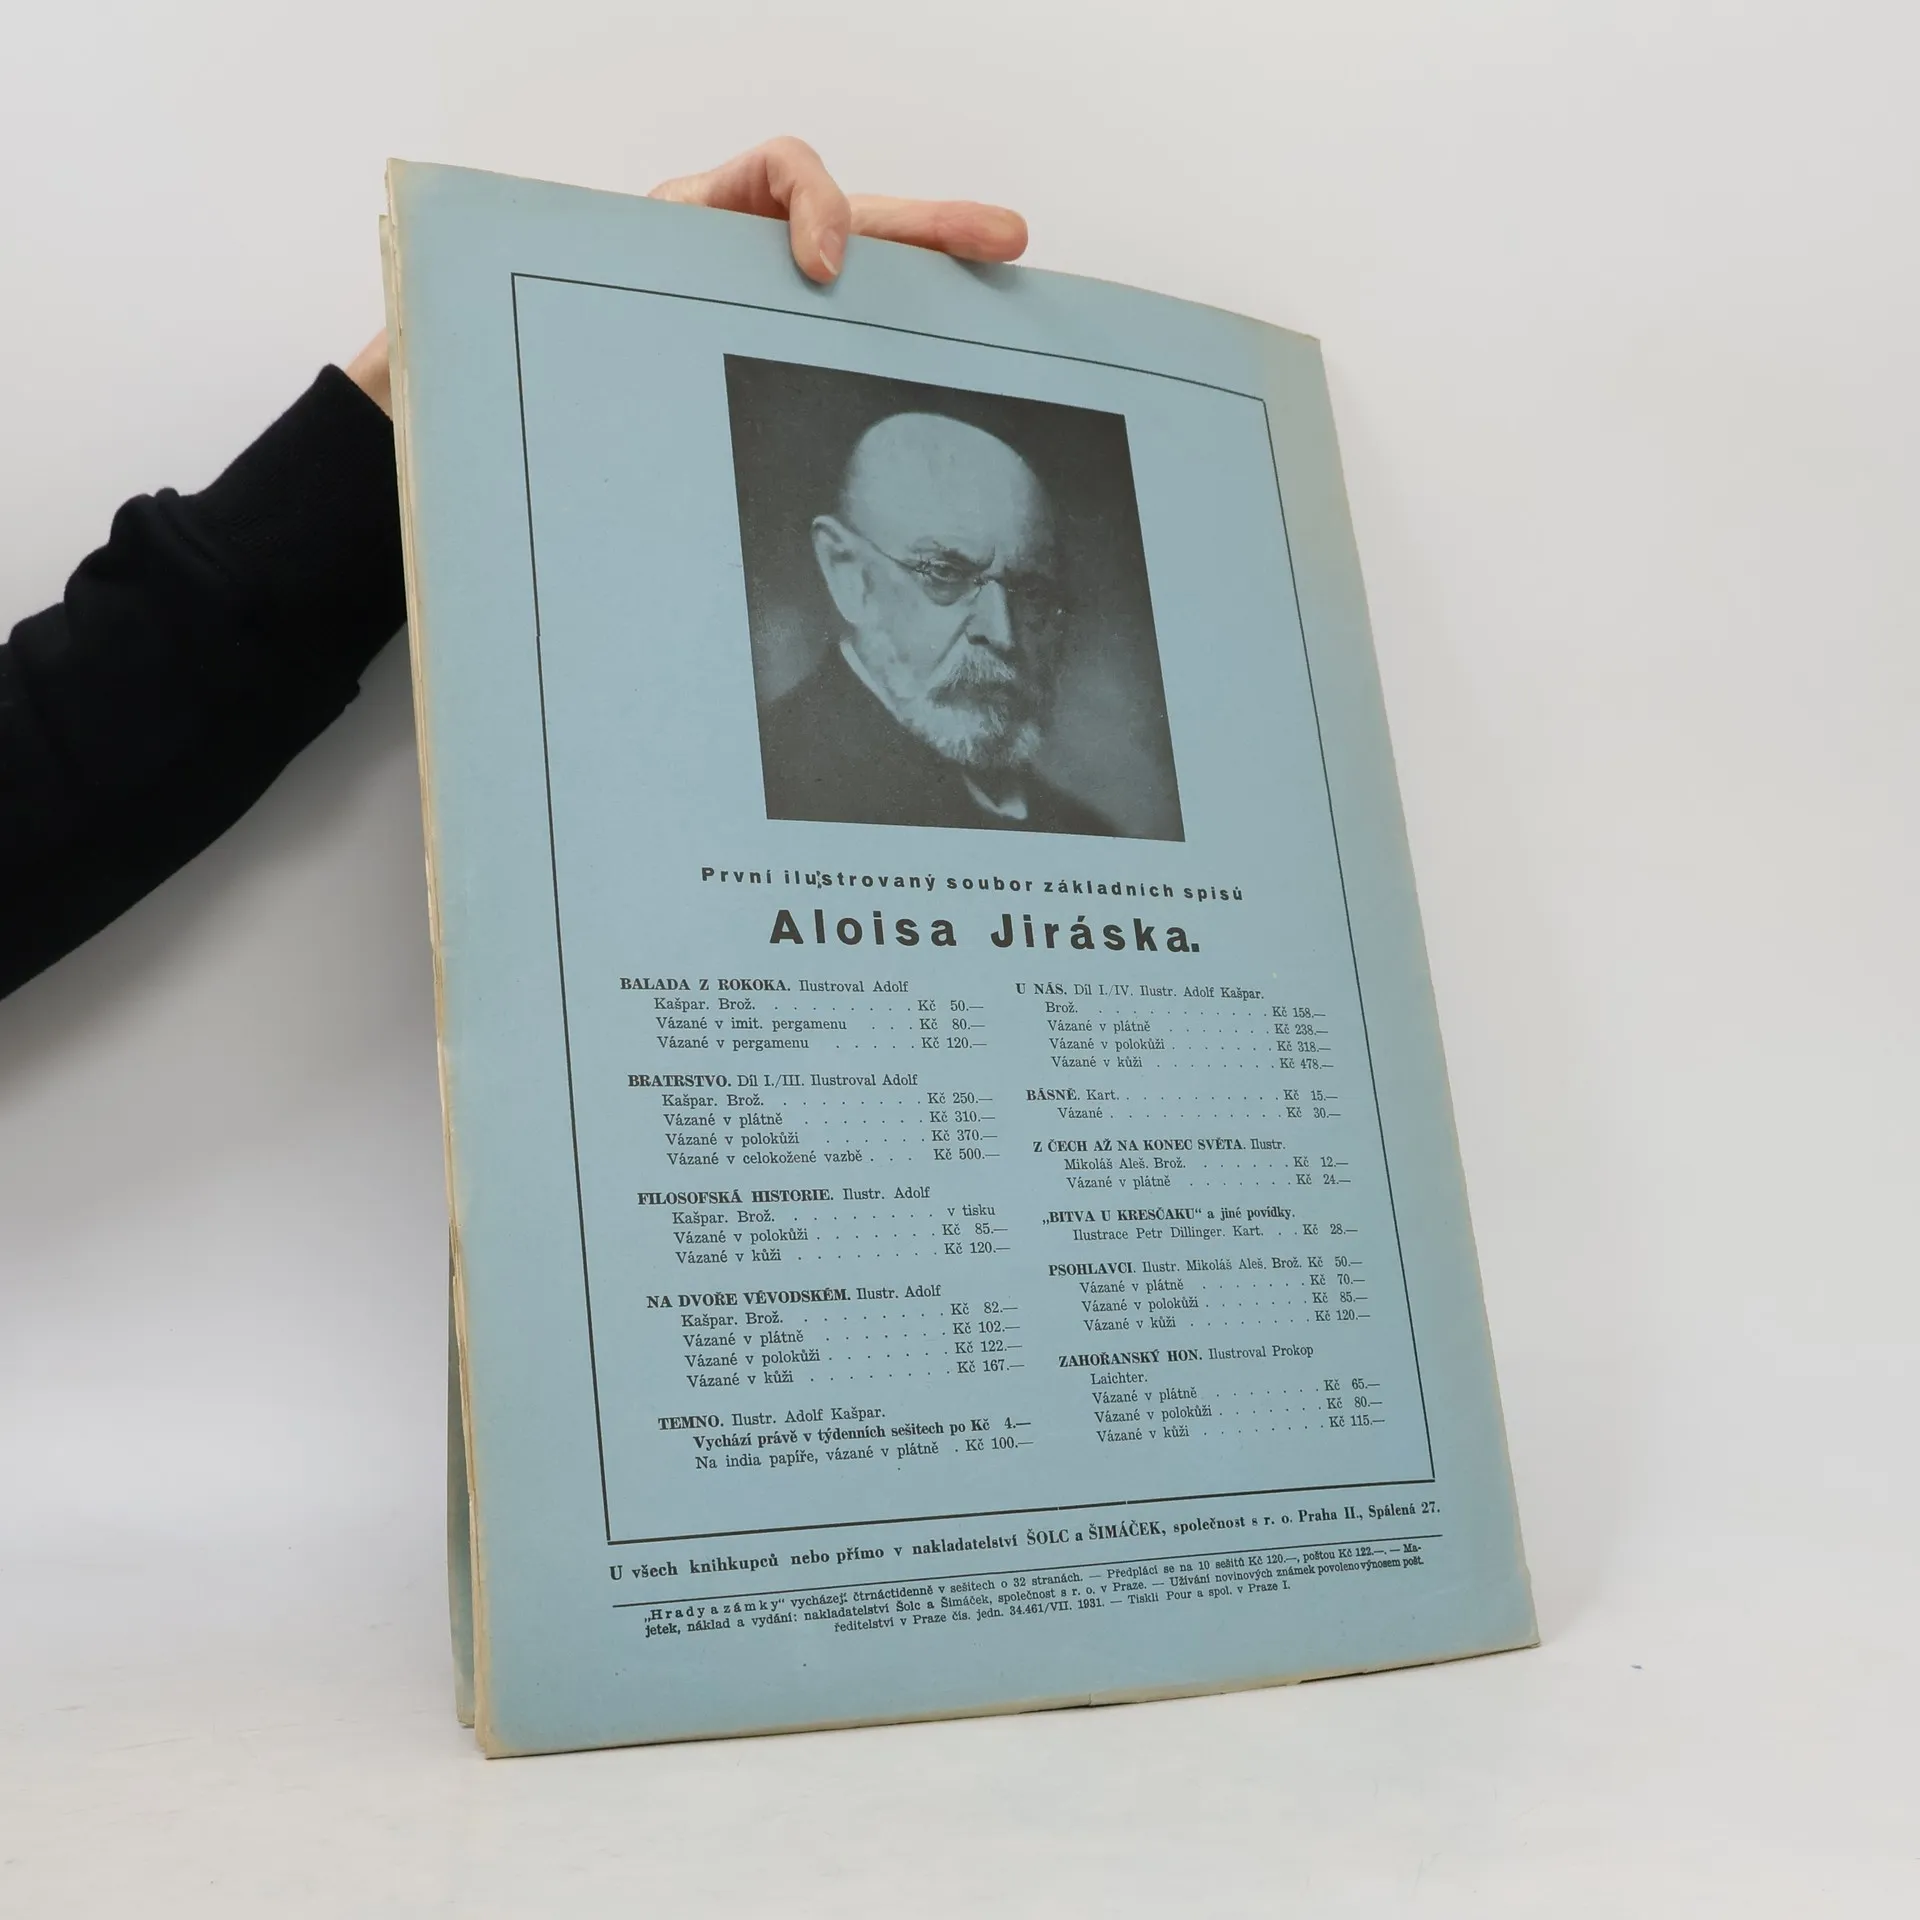 První ilustrovaný soubor základních spisů
Aloisa Jiráska.
BALADA Z ROKOKA. Ilustroval Adolf
Kašpar. Brož. . . . . . . . . Kč 50.—
Vázané v imit. pergamenu . . . Kč 80.—
Vázané v pergamenu . . . . . Kč 120.—
BRATRSTVO. Díl I./III. Ilustroval Adolf
Kašpar. Brož. . . . . . . . . Kč 250.—
Vázané v plátně . . . . . . . Kč 310.—
Vázané v polokůži . . . . . . Kč 370.—
Vázané v celokožené vazbě . . . Kč 500.—
FILOSOFSKÁ HISTORIE. Ilustr. Adolf
Kašpar. Brož. . . . . . . . . v tisku
Vázané v polokůži . . . . . . . Kč 85.—
Vázané v kůži . . . . . . . . Kč 120.—
NA DVOŘE VÉVODSKÉM. Ilustr. Adolf
Kašpar. Brož. . . . . . . . . Kč 82.—
Vázané v plátně . . . . . . . Kč 102.—
Vázané v polokůži . . . . . . . Kč 122.—
Vázané v kůži . . . . . . . . Kč 167.—
TEMNO. Ilustr. Adolf Kašpar.
Vychází právě v týdenních sešitech po Kč 4.—
Na india papíře, vázané v plátně . Kč 100.—
U NÁS. Díl I./IV. Ilustr. Adolf Kašpar.
Brož. . . . . . . . . . . . Kč 158.—
Vázané v plátně . . . . . . . Kč 238.—
Vázané v polokůži . . . . . . . Kč 318.—
Vázané v kůži . . . . . . . . Kč 478.—
BÁSNĚ. Kart. . . . . . . . . . . Kč 15.—
Vázané . . . . . . . . . . . Kč 30.—
Z ČECH AŽ NA KONEC SVĚTA. Ilustr.
Mikoláš Aleš. Brož. . . . . . . Kč 12.—
Vázané v plátně . . . . . . . Kč 24.—
„BITVA U KRESČAKU“ a jiné povídky.
Ilustrace Petr Dillinger. Kart. . . Kč 28.—
PSOHLAVCI. Ilustr. Mikoláš Aleš. Brož. Kč 50.—
Vázané v plátně . . . . . . . Kč 70.—
Vázané v polokůži . . . . . . . Kč 85.—
Vázané v kůži . . . . . . . . Kč 120.—
ZAHOŘANSKÝ HON. Ilustroval Prokop
Laichter.
Vázané v plátně . . . . . . . Kč 65.—
Vázané v polokůži . . . . . . . Kč 80.—
Vázané v kůži . . . . . . . . Kč 115.—
U všech knihkupců nebo přímo v nakladatelství ŠOLC a ŠIMÁČEK, společnost s r. o. Praha II., Spálená 27.
„Hrady a zámky“ vycházejí čtrnáctidenně v sešitech o 32 stranách. — Předplácí se na 10 sešitů Kč 120.—, poštou Kč 122.—. — Ma-
jetek, náklad a vydání: nakladatelství Šolc a Šimáček, společnost s r. o. v Praze. — Užívání novinových známek povoleno výnosem pošt.
ředitelství v Praze čís. jedn. 34.461/VII. 1931. — Tiskli Pour a spol. v Praze I.